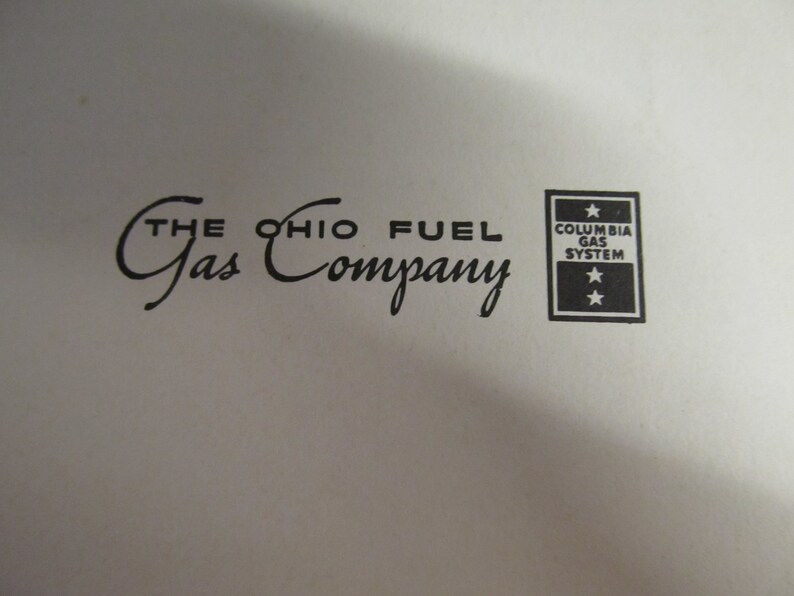 THE OHIO FUEL
Gas Company
COLUMBIA
GAS
SYSTEM